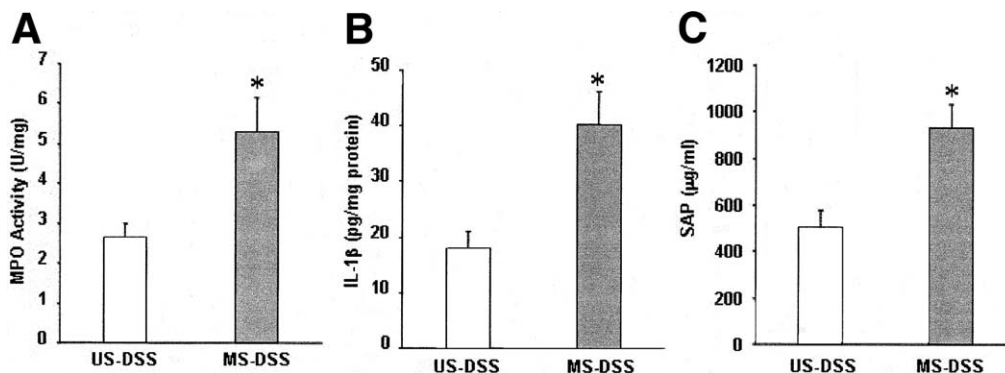 A
MPO Activity (U/mg)
7
6
5
4
3
2
1
0
*
US-DSS MS-DSS
B
IL-1β (pg/mg protein)
50
40
30
20
10
0
*
US-DSS MS-DSS
C
SAP (µg/ml)
1200
1000
800
600
400
200
0
*
US-DSS MS-DSS